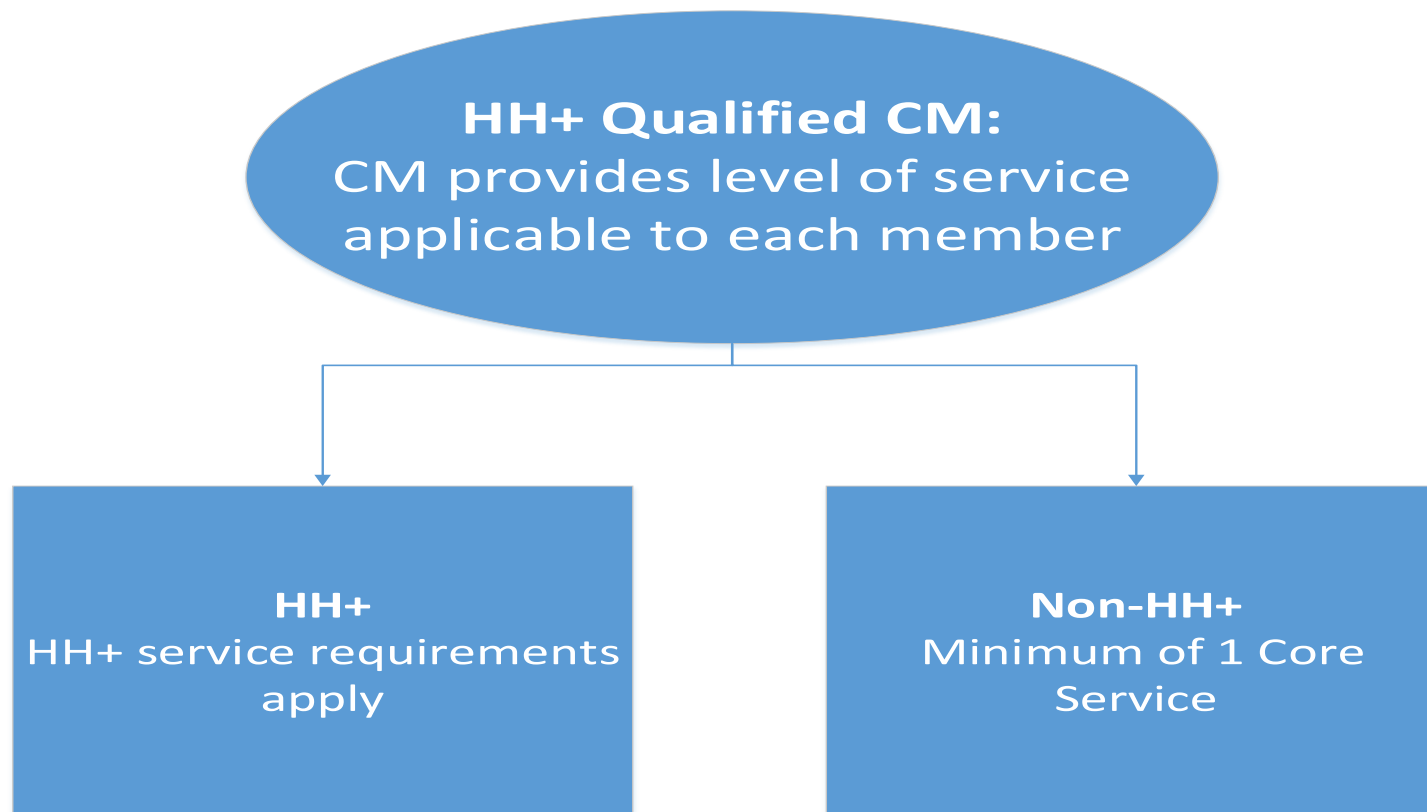 HH+ Qualified CM:
CM provides level of service
applicable to each member
HH+
HH+ service requirements
apply
Non-HH+
Minimum of 1 Core
Service